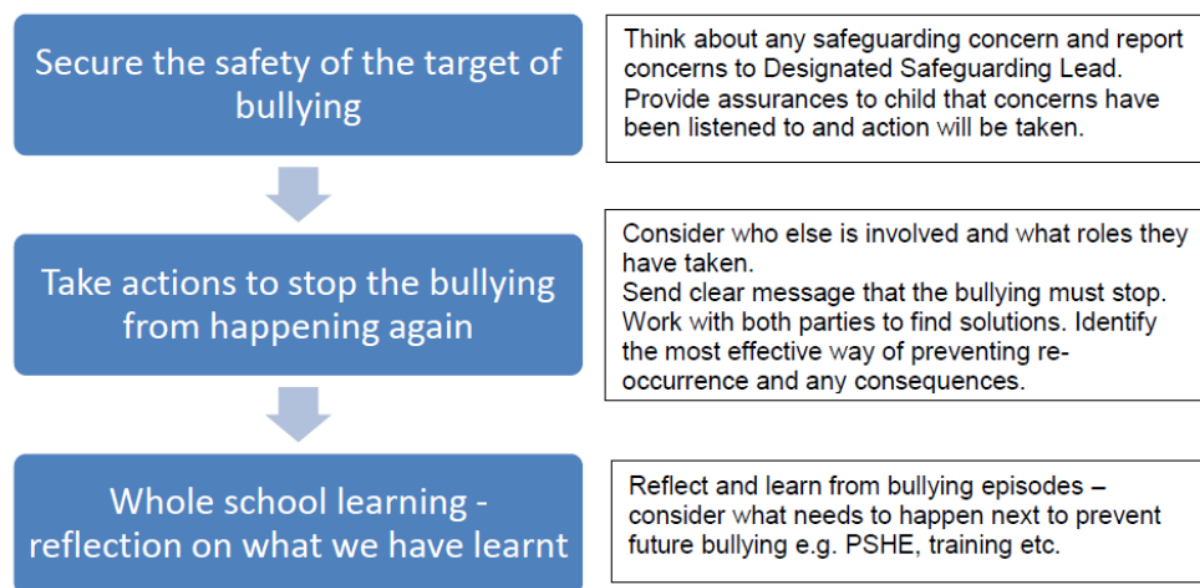 Secure the safety of the target of
bullying
Think about any safeguarding concern and report
concerns to Designated Safeguarding Lead.
Provide assurances to child that concerns have
been listened to and action will be taken.
Take actions to stop the bullying
from happening again
Consider who else is involved and what roles they
have taken.
Send clear message that the bullying must stop.
Work with both parties to find solutions. Identify
the most effective way of preventing re-
occurrence and any consequences.
Whole school learning -
reflection on what we have learnt
Reflect and learn from bullying episodes –
consider what needs to happen next to prevent
future bullying e.g. PSHE, training etc.